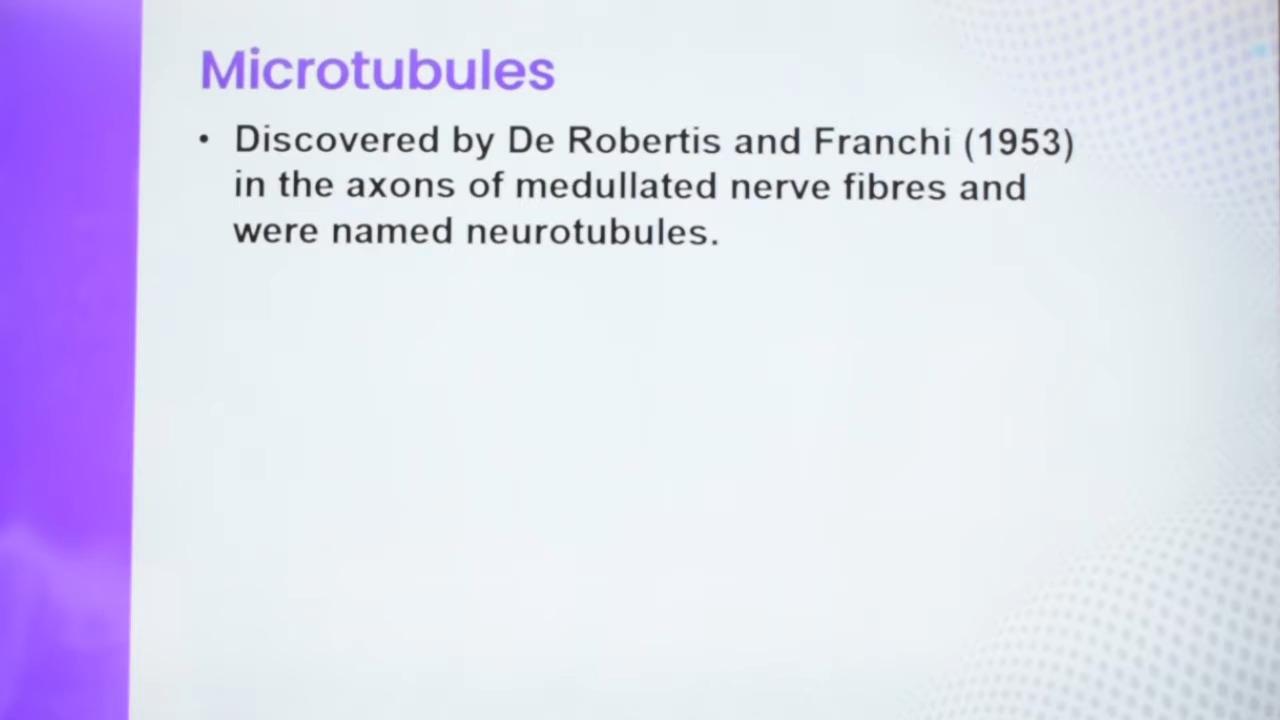 Microtubules
• Discovered by De Robertis and Franchi (1953)
in the axons of medullated nerve fibres and
were named neurotubules.